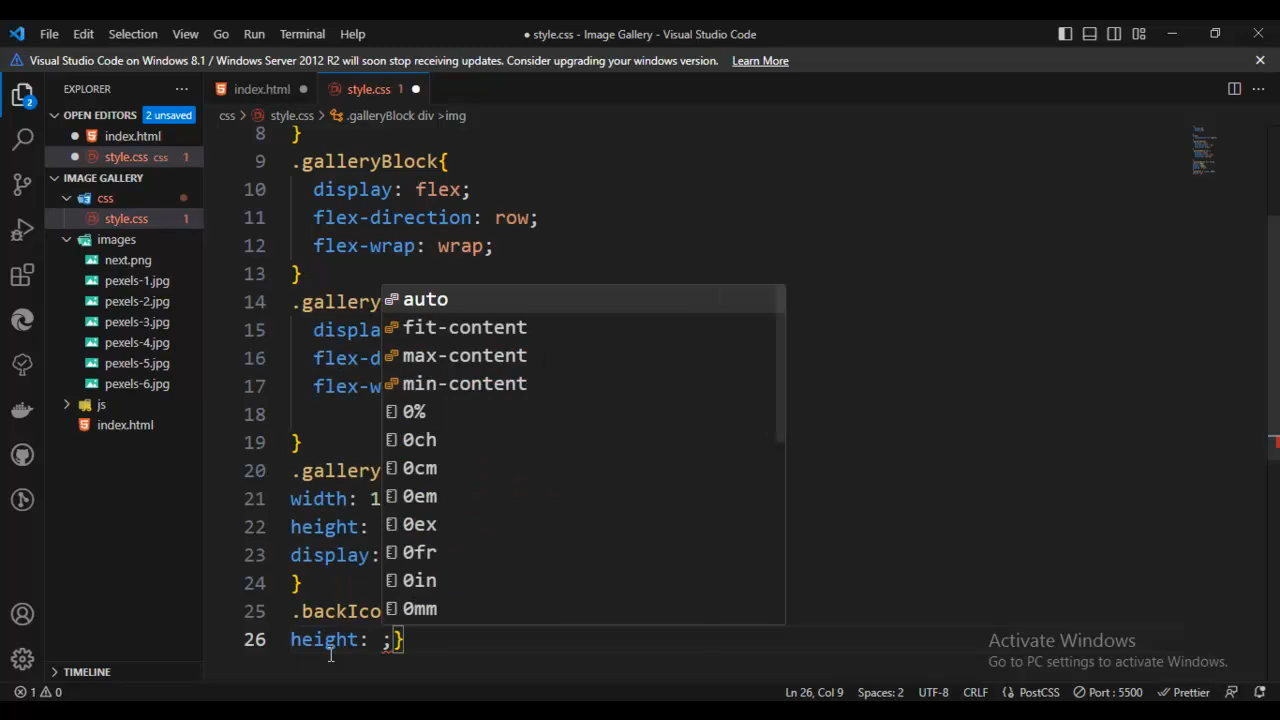 File Edit Selection View Go Run Terminal Help
● style.css - Image Gallery - Visual Studio Code
Visual Studio Code on Windows 8.1 / Windows Server 2012 R2 will soon stop receiving updates. Consider upgrading your windows version. Learn More
2
EXPLORER
OPEN EDITORS 2 unsaved
index.html
style.css css 1
IMAGE GALLERY
css
style.css 1
images
next.png
pexels-1.jpg
pexels-2.jpg
pexels-3.jpg
pexels-4.jpg
pexels-5.jpg
pexels-6.jpg
js
index.html
TIMELINE
index.html
style.css 1
css > style.css > .galleryBlock div >img
8 }
9 .galleryBlock{
10 display: flex;
11 flex-direction: row;
12 flex-wrap: wrap;
13 }
14 .gallery
15 displa
16 flex-d
17 flex-w
18
19 }
20 .gallery
21 width: 1
22 height:
23 display:
24 }
25 .backIco
26 height: ;}
auto
fit-content
max-content
min-content
0%
0ch
0cm
0em
0ex
0fr
0in
0mm
Activate Windows
Go to PC settings to activate Windows.
1 0
Ln 26, Col 9 Spaces: 2 UTF-8 CRLF PostCSS Port : 5500 Prettier